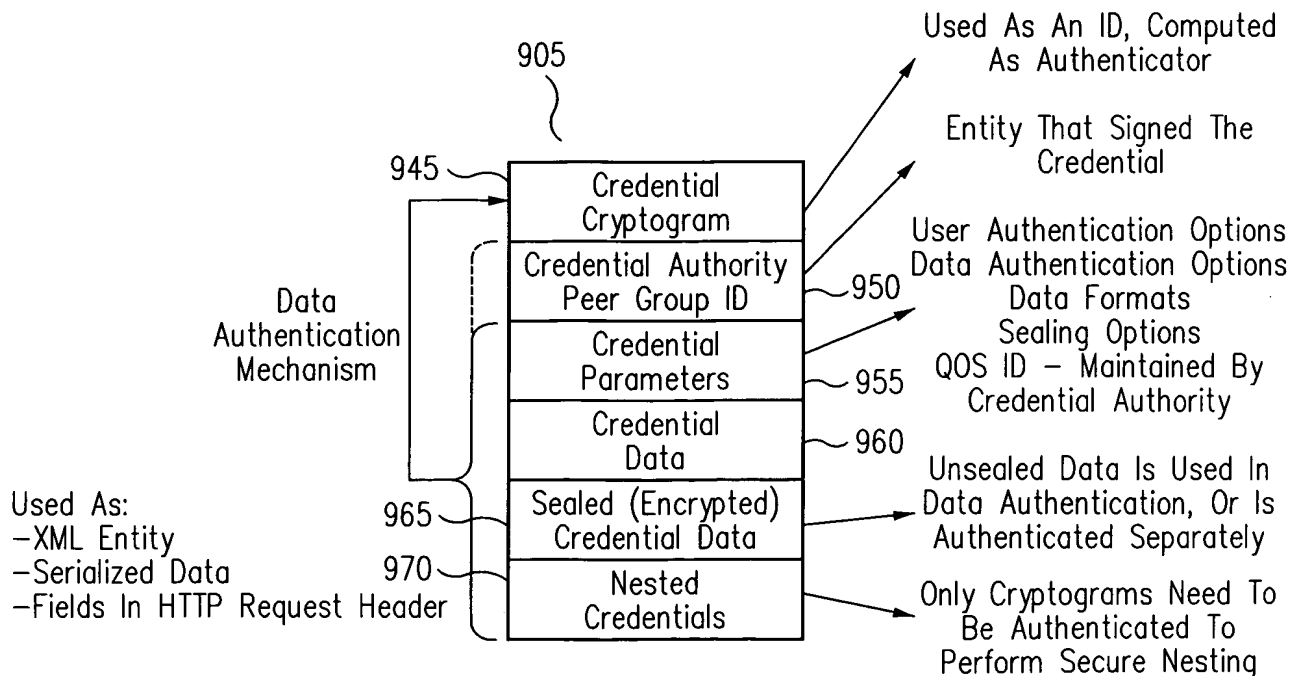 905
Used As An ID, Computed
As Authenticator
Entity That Signed The
Credential
945
Credential
Cryptogram
Credential Authority
Peer Group ID
950
User Authentication Options
Data Authentication Options
Data Formats
Sealing Options
QOS ID – Maintained By
Credential Authority
Data
Authentication
Mechanism
Credential
Parameters
955
Credential
Data
960
965
Sealed (Encrypted)
Credential Data
Unsealed Data Is Used In
Data Authentication, Or Is
Authenticated Separately
Used As:
–XML Entity
–Serialized Data
–Fields In HTTP Request Header
970
Nested
Credentials
Only Cryptograms Need To
Be Authenticated To
Perform Secure Nesting